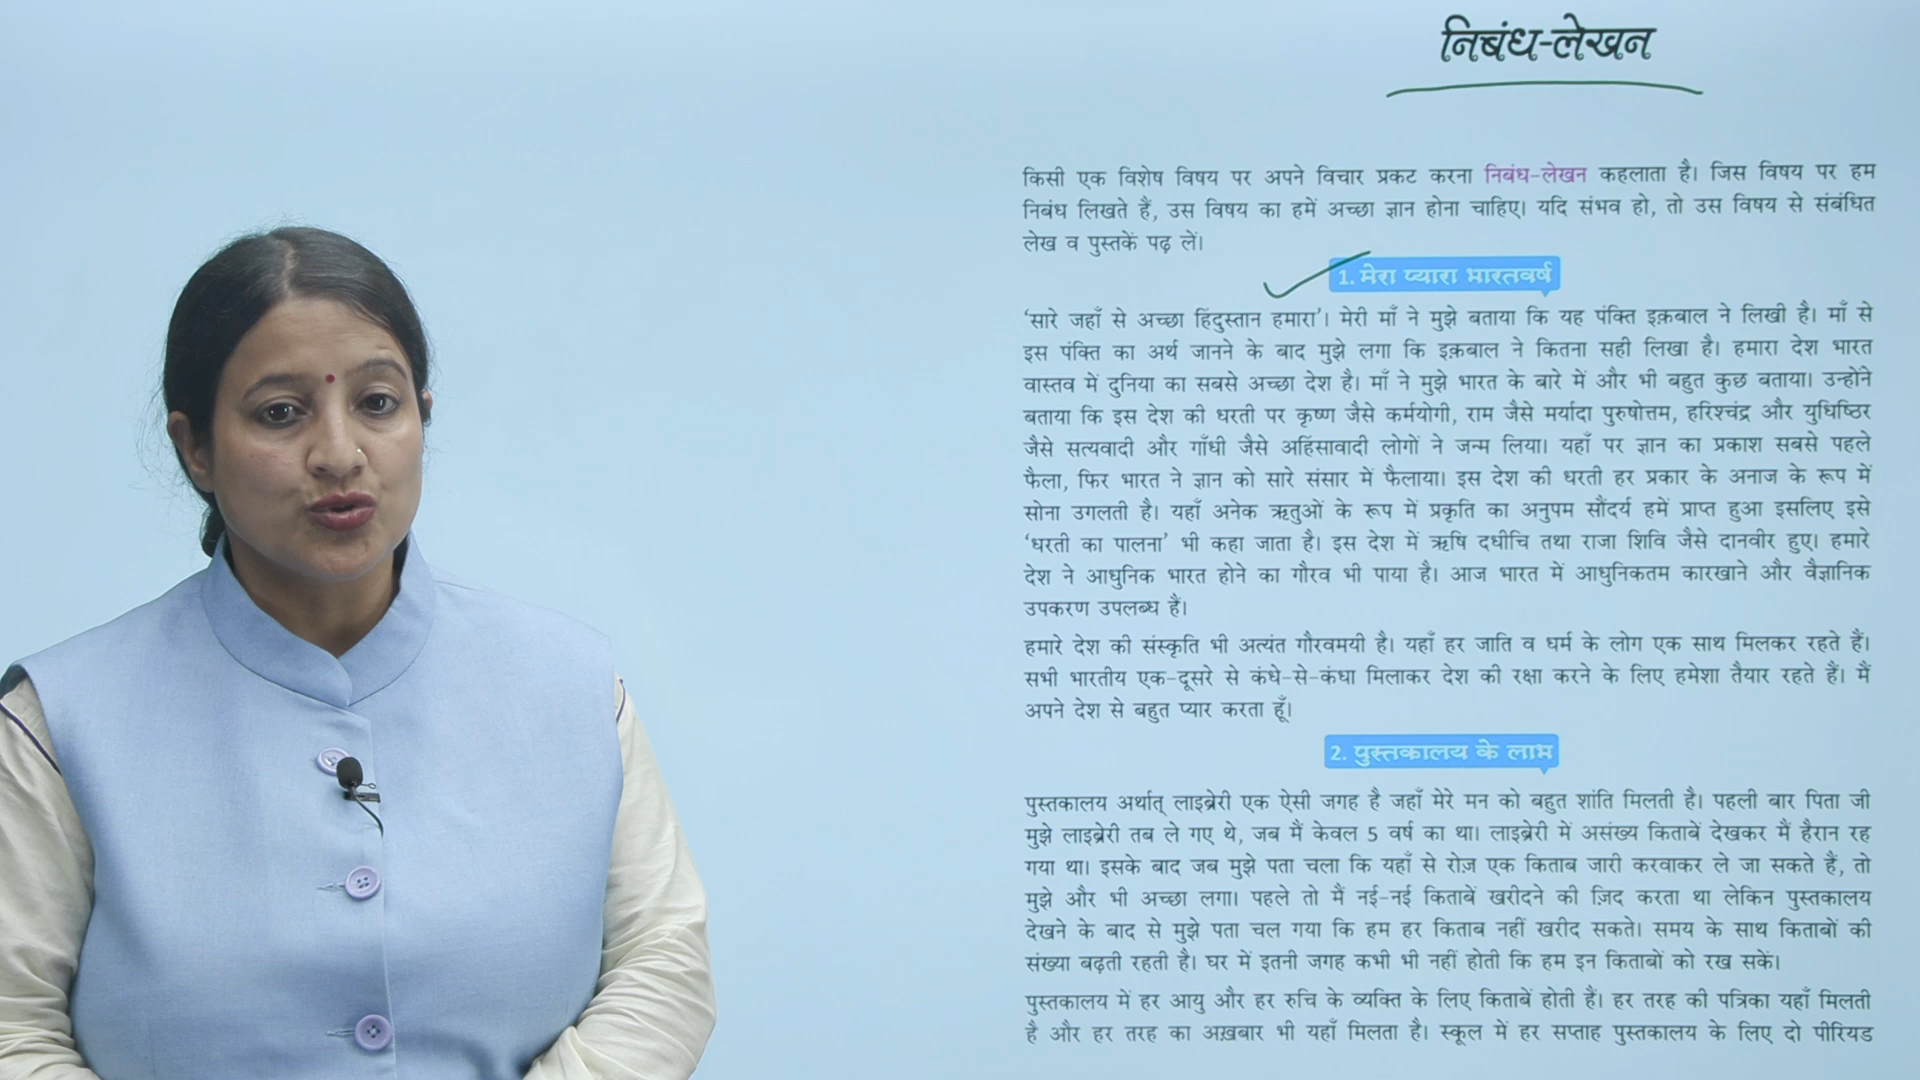 निबंध-लेखन
किसी एक विशेष विषय पर अपने विचार प्रकट करना निबंध-लेखन कहलाता है। जिस विषय पर हम
निबंध लिखते हैं, उस विषय का हमें अच्छा ज्ञान होना चाहिए। यदि संभव हो, तो उस विषय से संबंधित
लेख व पुस्तकें पढ़ लें।
1. मेरा प्यारा भारतवर्ष
‘सारे जहाँ से अच्छा हिंदुस्तान हमारा’। मेरी माँ ने मुझे बताया कि यह पंक्ति इक़बाल ने लिखी है। माँ से
इस पंक्ति का अर्थ जानने के बाद मुझे लगा कि इक़बाल ने कितना सही लिखा है। हमारा देश भारत
वास्तव में दुनिया का सबसे अच्छा देश है। माँ ने मुझे भारत के बारे में और भी बहुत कुछ बताया। उन्होंने
बताया कि इस देश की धरती पर कृष्ण जैसे कर्मयोगी, राम जैसे मर्यादा पुरुषोत्तम, हरिश्चंद्र और युधिष्ठिर
जैसे सत्यवादी और गाँधी जैसे अहिंसावादी लोगों ने जन्म लिया। यहाँ पर ज्ञान का प्रकाश सबसे पहले
फैला, फिर भारत ने ज्ञान को सारे संसार में फैलाया। इस देश की धरती हर प्रकार के अनाज के रूप में
सोना उगलती है। यहाँ अनेक ऋतुओं के रूप में प्रकृति का अनुपम सौंदर्य हमें प्राप्त हुआ इसलिए इसे
‘धरती का पालना’ भी कहा जाता है। इस देश में ऋषि दधीचि तथा राजा शिवि जैसे दानवीर हुए। हमारे
देश ने आधुनिक भारत होने का गौरव भी पाया है। आज भारत में आधुनिकतम कारखाने और वैज्ञानिक
उपकरण उपलब्ध हैं।
हमारे देश की संस्कृति भी अत्यंत गौरवमयी है। यहाँ हर जाति व धर्म के लोग एक साथ मिलकर रहते हैं।
सभी भारतीय एक-दूसरे से कंधे-से-कंधा मिलाकर देश की रक्षा करने के लिए हमेशा तैयार रहते हैं। मैं
अपने देश से बहुत प्यार करता हूँ।
2. पुस्तकालय के लाभ
पुस्तकालय अर्थात् लाइब्रेरी एक ऐसी जगह है जहाँ मेरे मन को बहुत शांति मिलती है। पहली बार पिता जी
मुझे लाइब्रेरी तब ले गए थे, जब मैं केवल 5 वर्ष का था। लाइब्रेरी में असंख्य किताबें देखकर मैं हैरान रह
गया था। इसके बाद जब मुझे पता चला कि यहाँ से रोज़ एक किताब जारी करवाकर ले जा सकते हैं, तो
मुझे और भी अच्छा लगा। पहले तो मैं नई-नई किताबें खरीदने की ज़िद करता था लेकिन पुस्तकालय
देखने के बाद से मुझे पता चल गया कि हम हर किताब नहीं खरीद सकते। समय के साथ किताबों की
संख्या बढ़ती रहती है। घर में इतनी जगह कभी भी नहीं होती कि हम इन किताबों को रख सकें।
पुस्तकालय में हर आयु और हर रुचि के व्यक्ति के लिए किताबें होती हैं। हर तरह की पत्रिका यहाँ मिलती
है और हर तरह का अख़बार भी यहाँ मिलता है। स्कूल में हर सप्ताह पुस्तकालय के लिए दो पीरियड